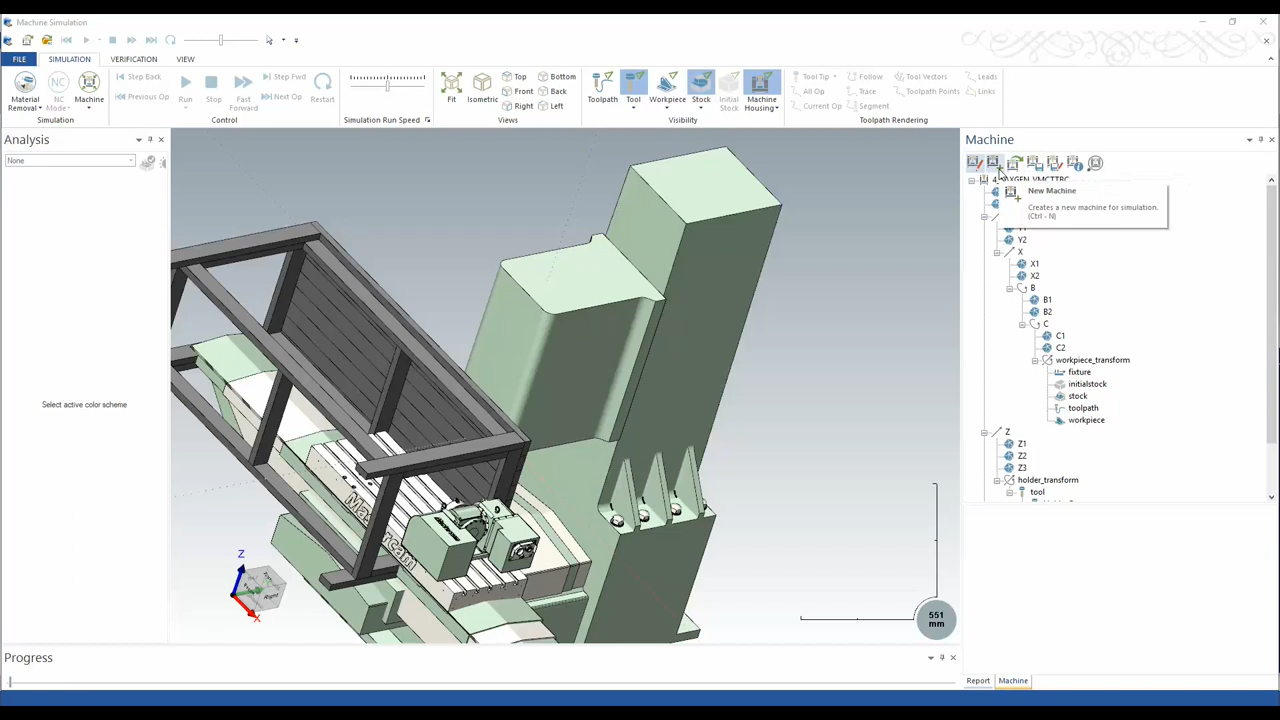 Machine Simulation
FILE SIMULATION VERIFICATION VIEW
Material Removal NC Mode Machine
Simulation
Step Back Previous Op Run Stop Fast Forward Step Fwd Next Op Restart
Control
Simulation Run Speed
Fit Isometric Top Front Right Bottom Back Left
Views
Toolpath Tool Workpiece Stock Initial Stock Machine Housing
Visibility
Tool Tip All Op Current Op Follow Trace Segment Tool Vectors Toolpath Points Leads Links
Toolpath Rendering
Analysis
None
Select active color scheme
Mastercam
Z
X
Right
551
mm
Machine
New Machine
Creates a new machine for simulation.
(Ctrl - N)
Y2
X
X1
X2
B
B1
B2
C
C1
C2
workpiece_transform
fixture
initialstock
stock
toolpath
workpiece
Z
Z1
Z2
Z3
holder_transform
tool
Progress
Report Machine